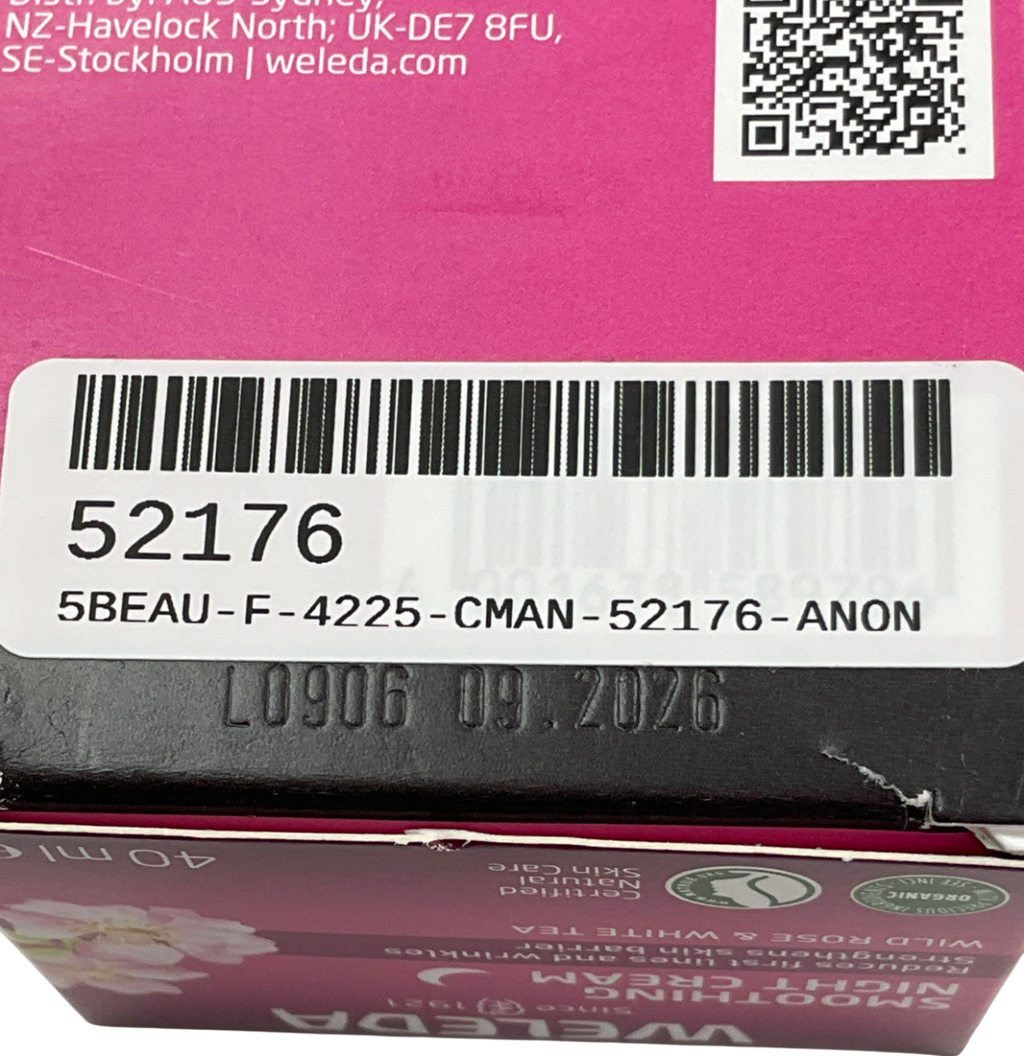 NZ-Havelock North; UK-DE7 8FU,
SE-Stockholm | weleda.com
52176
5BEAU-F-4225-CMAN-52176-ANON
L0906 09.2026
WELEDA
Since 1921
SMOOTHING
NIGHT CREAM
Reduces first lines and wrinkles
Strengthens skin barrier
WILD ROSE & WHITE TEA
Certified
Natural
Skin Care
ORGANIC
40 ml e